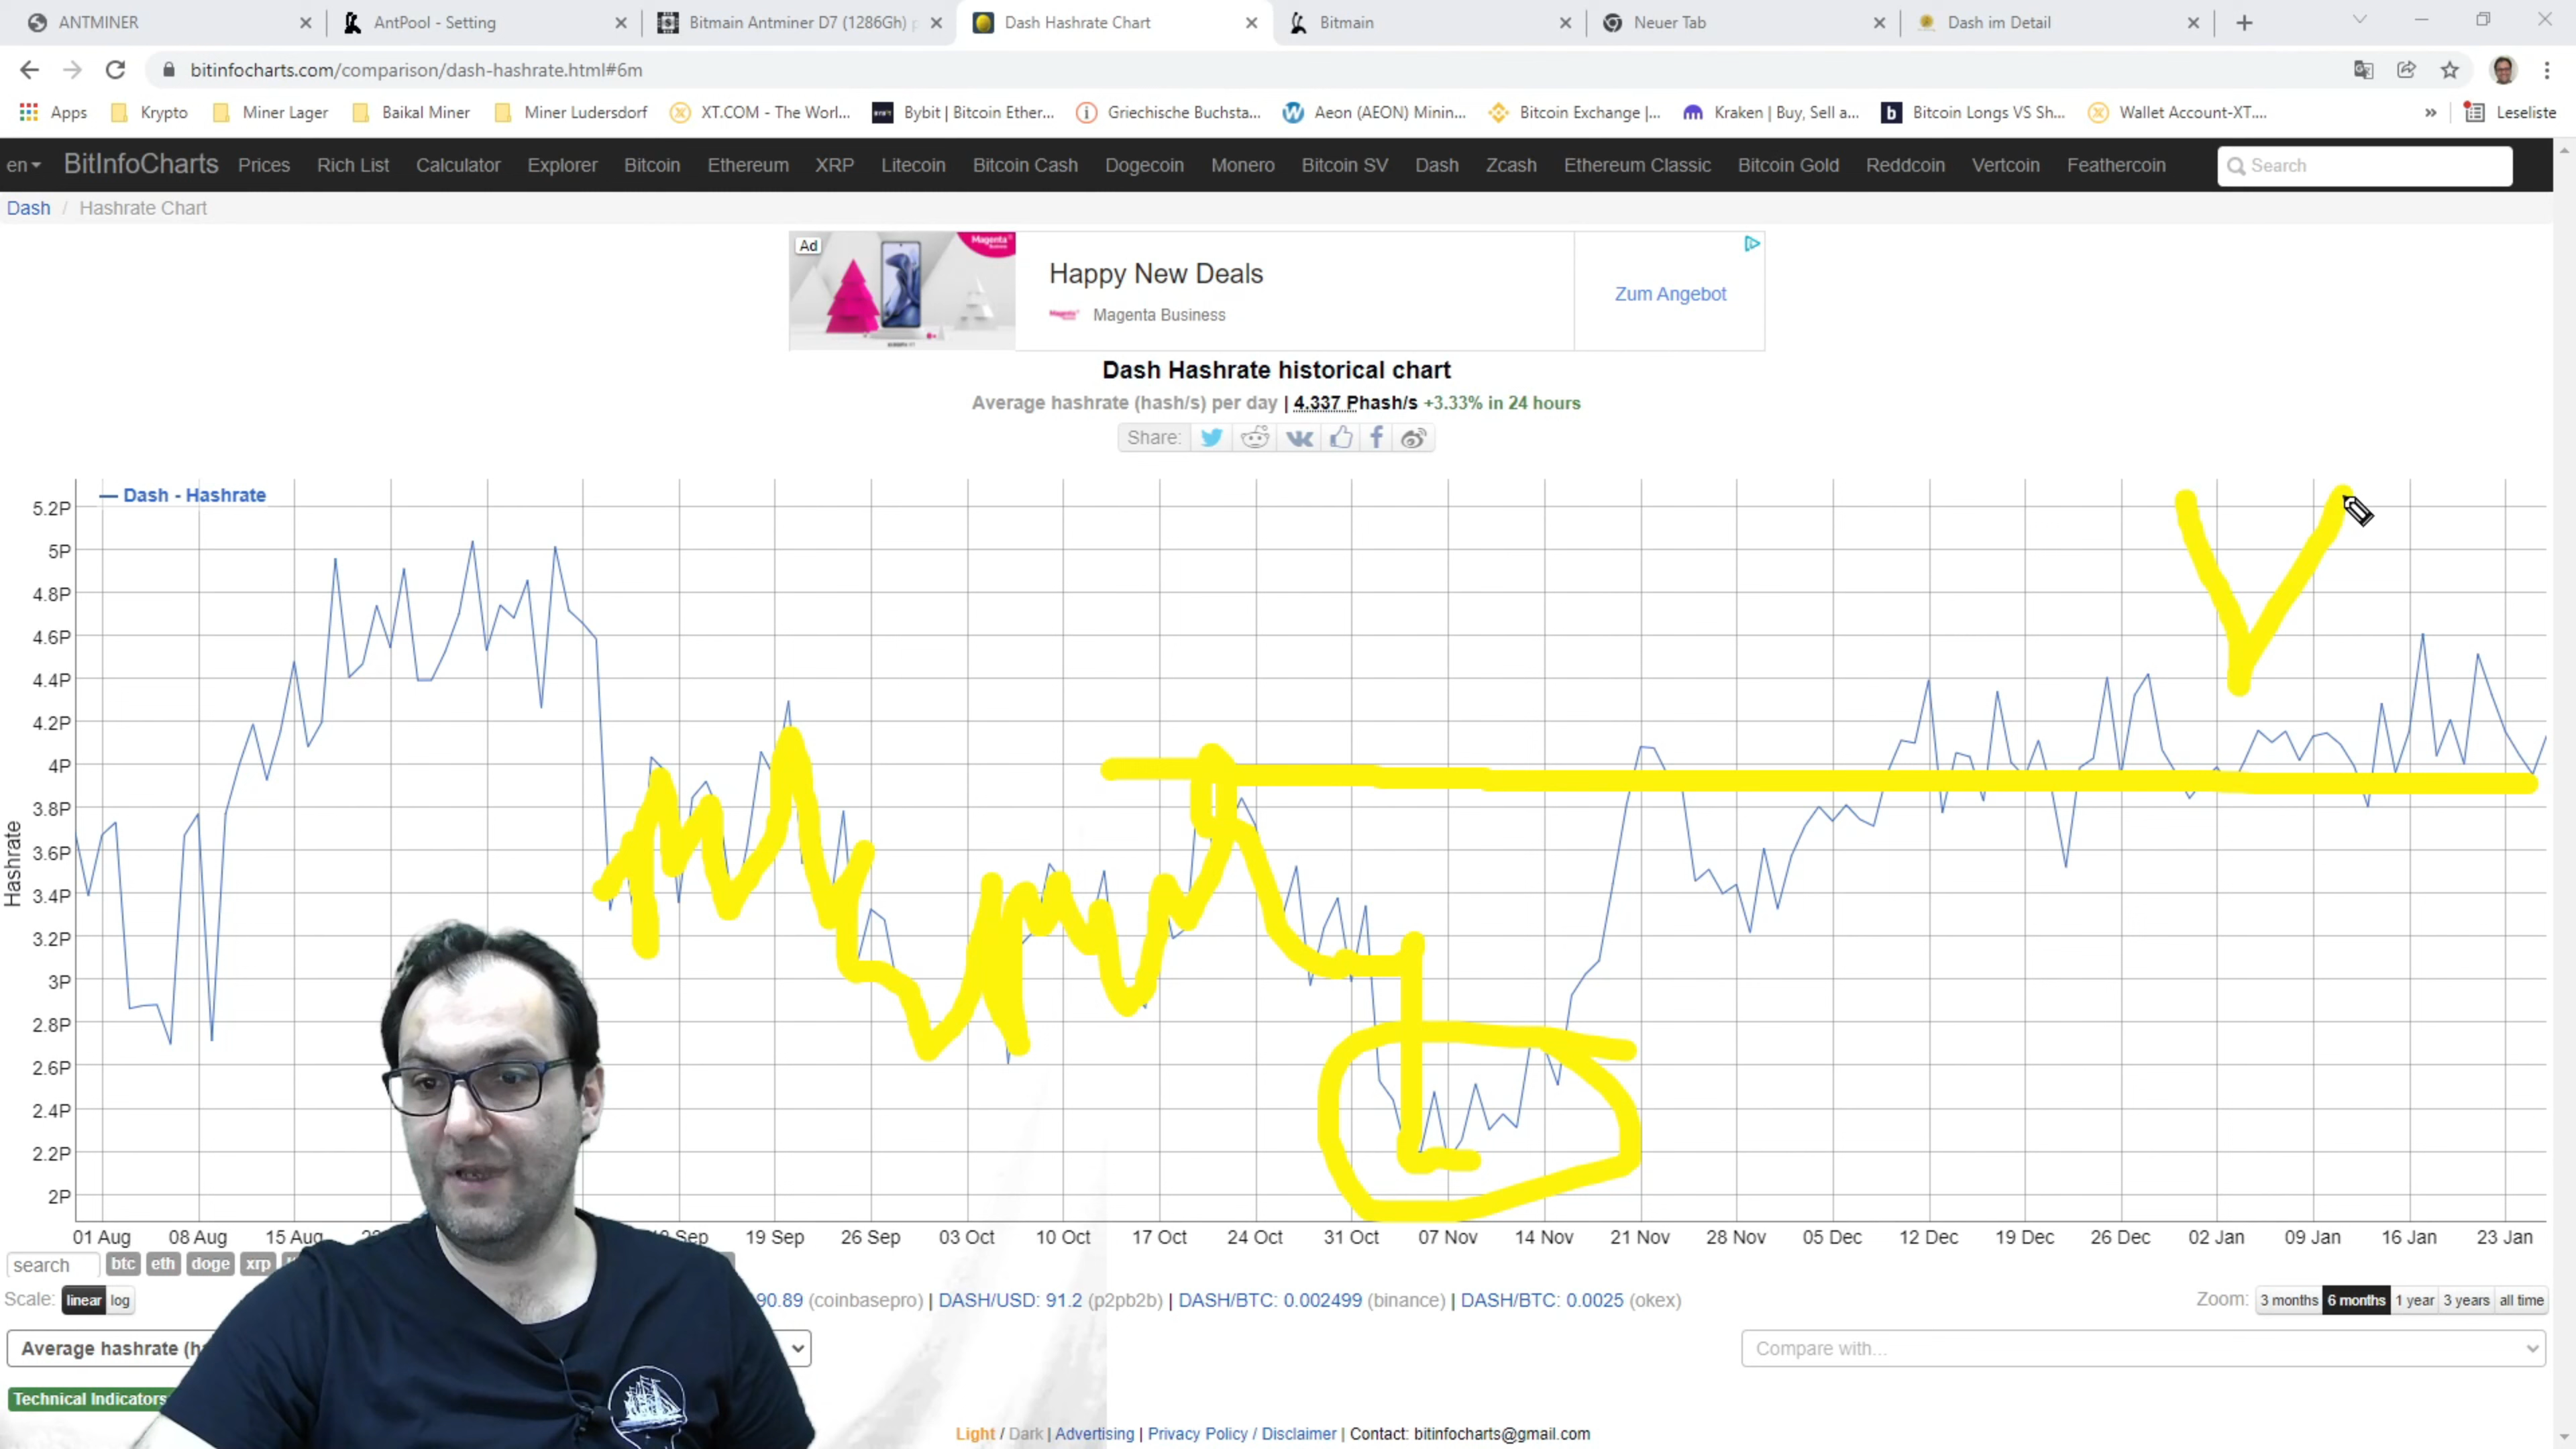 ANTMINER
AntPool - Setting
Bitmain Antminer D7 (1286Gh) p
Dash Hashrate Chart
Bitmain
Neuer Tab
Dash im Detail
bitinfocharts.com/comparison/dash-hashrate.html#6m
Apps
Krypto
Miner Lager
Baikal Miner
Miner Ludersdorf
XT.COM - The Worl...
Bybit | Bitcoin Ether...
Griechische Buchsta...
Aeon (AEON) Minin...
Bitcoin Exchange |...
Kraken | Buy, Sell a...
Bitcoin Longs VS Sh...
Wallet Account-XT....
»
Leseliste
en
BitInfoCharts
Prices
Rich List
Calculator
Explorer
Bitcoin
Ethereum
XRP
Litecoin
Bitcoin Cash
Dogecoin
Monero
Bitcoin SV
Dash
Zcash
Ethereum Classic
Bitcoin Gold
Reddcoin
Vertcoin
Feathercoin
Search
Dash / Hashrate Chart
Ad
Magenta
Happy New Deals
Magenta Business
Zum Angebot
Dash Hashrate historical chart
Average hashrate (hash/s) per day | 4.337 Phash/s +3.33% in 24 hours
Share:
Dash - Hashrate
5.2P
5P
4.8P
4.6P
4.4P
4.2P
4P
3.8P
3.6P
3.4P
3.2P
3P
2.8P
2.6P
2.4P
2.2P
2P
Hashrate
01 Aug
08 Aug
15 Aug
Sep
19 Sep
26 Sep
03 Oct
10 Oct
17 Oct
24 Oct
31 Oct
07 Nov
14 Nov
21 Nov
28 Nov
05 Dec
12 Dec
19 Dec
26 Dec
02 Jan
09 Jan
16 Jan
23 Jan
search
btc
eth
doge
xrp
Scale: linear log
90.89 (coinbasepro) | DASH/USD: 91.2 (p2pb2b) | DASH/BTC: 0.002499 (binance) | DASH/BTC: 0.0025 (okex)
Zoom: 3 months 6 months 1 year 3 years all time
Average hashrate (h
Compare with...
Technical Indicators
Light / Dark | Advertising | Privacy Policy / Disclaimer | Contact: bitinfocharts@gmail.com